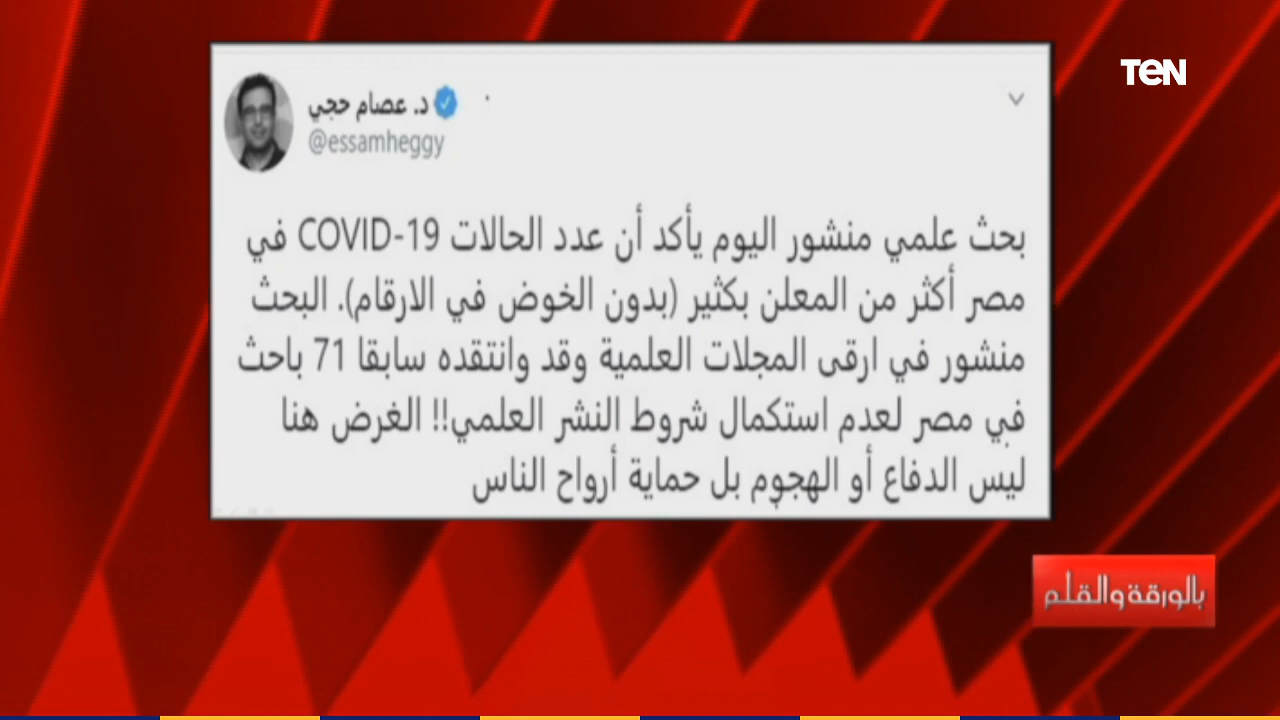 TEN
د. عصام حجي
@essamheggy
بحث علمي منشور اليوم يأكد أن عدد الحالات COVID-19 في
مصر أكثر من المعلن بكثير (بدون الخوض في الارقام). البحث
منشور في ارقى المجلات العلمية وقد وانتقده سابقا 71 باحث
في مصر لعدم استكمال شروط النشر العلمي!! الغرض هنا
ليس الدفاع أو الهجوم بل حماية أرواح الناس
بالورقة والقلم